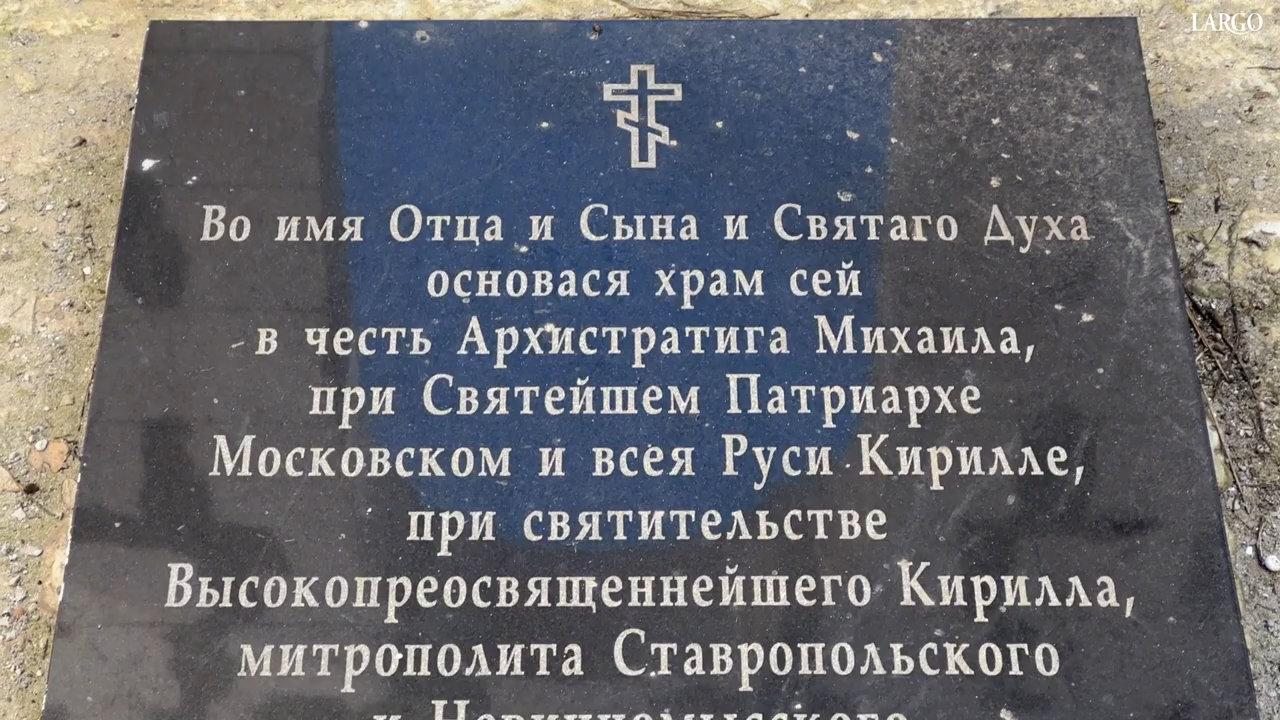 LARGO
Во имя Отца и Сына и Святаго Духа
основася храм сей
в честь Архистратига Михаила,
при Святейшем Патриархе
Московском и всея Руси Кирилле,
при святительстве
Высокопреосвященнейшего Кирилла,
митрополита Ставропольского
и Невинномысского